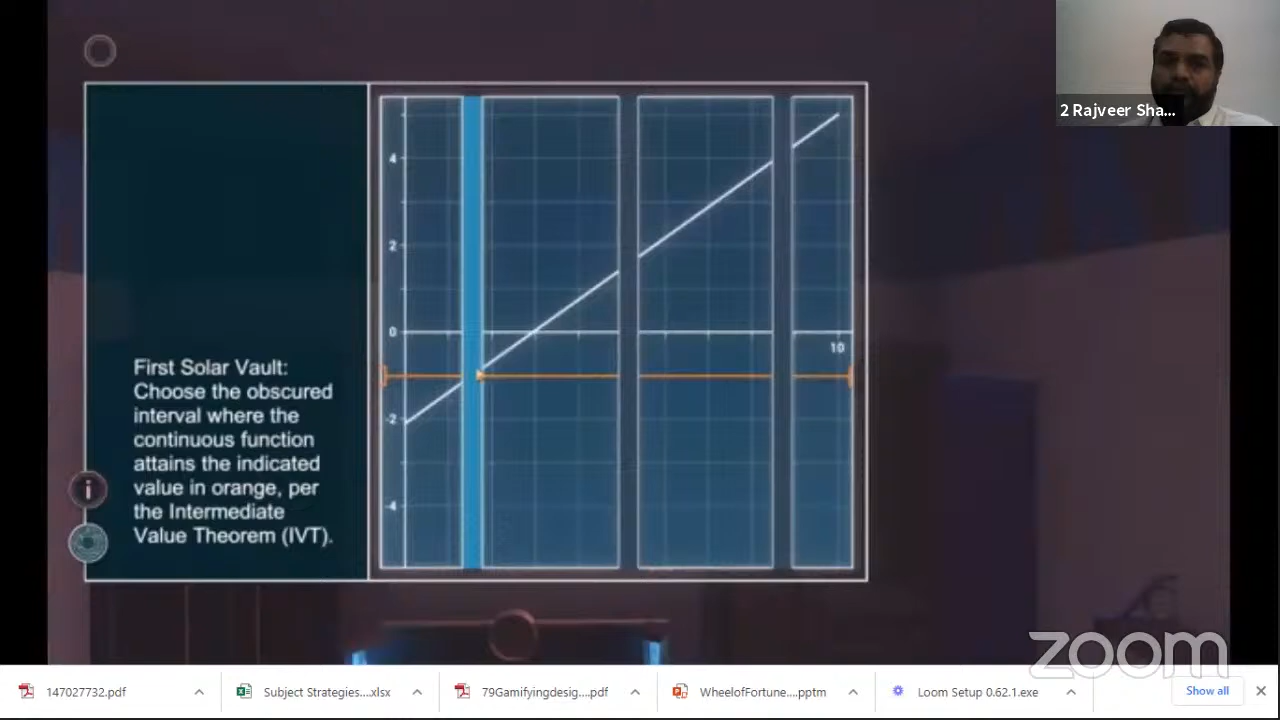 2 Rajveer Sha...
4
2
0
10
-2
-4
First Solar Vault:
Choose the obscured
interval where the
continuous function
attains the indicated
value in orange, per
the Intermediate
Value Theorem (IVT).
i
zoom
147027732.pdf
Subject Strategies....xlsx
79Gamifyingdesig....pdf
WheelofFortune....pptm
Loom Setup 0.62.1.exe
Show all